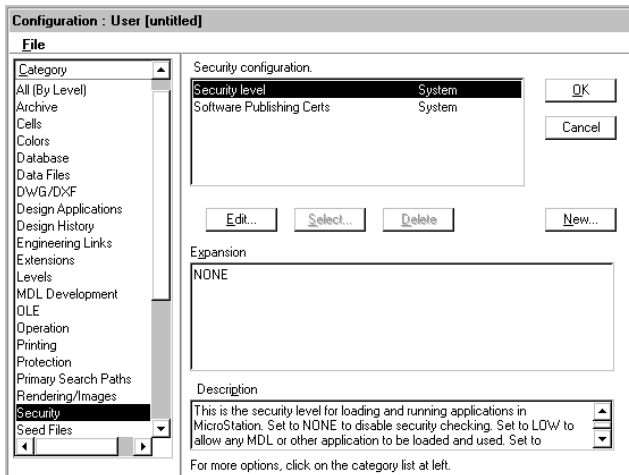 Configuration : User [untitled]
File
Category
All (By Level)
Archive
Cells
Colors
Database
Data Files
DWG/DXF
Design Applications
Design History
Engineering Links
Extensions
Levels
MDL Development
OLE
Operation
Printing
Protection
Primary Search Paths
Rendering/Images
Security
Seed Files
Security configuration.
Security level System
Software Publishing Certs System
OK
Cancel
Edit... Select... Delete New...
Expansion
NONE
Description
This is the security level for loading and running applications in
MicroStation. Set to NONE to disable security checking. Set to LOW to
allow any MDL or other application to be loaded and used. Set to
For more options, click on the category list at left.